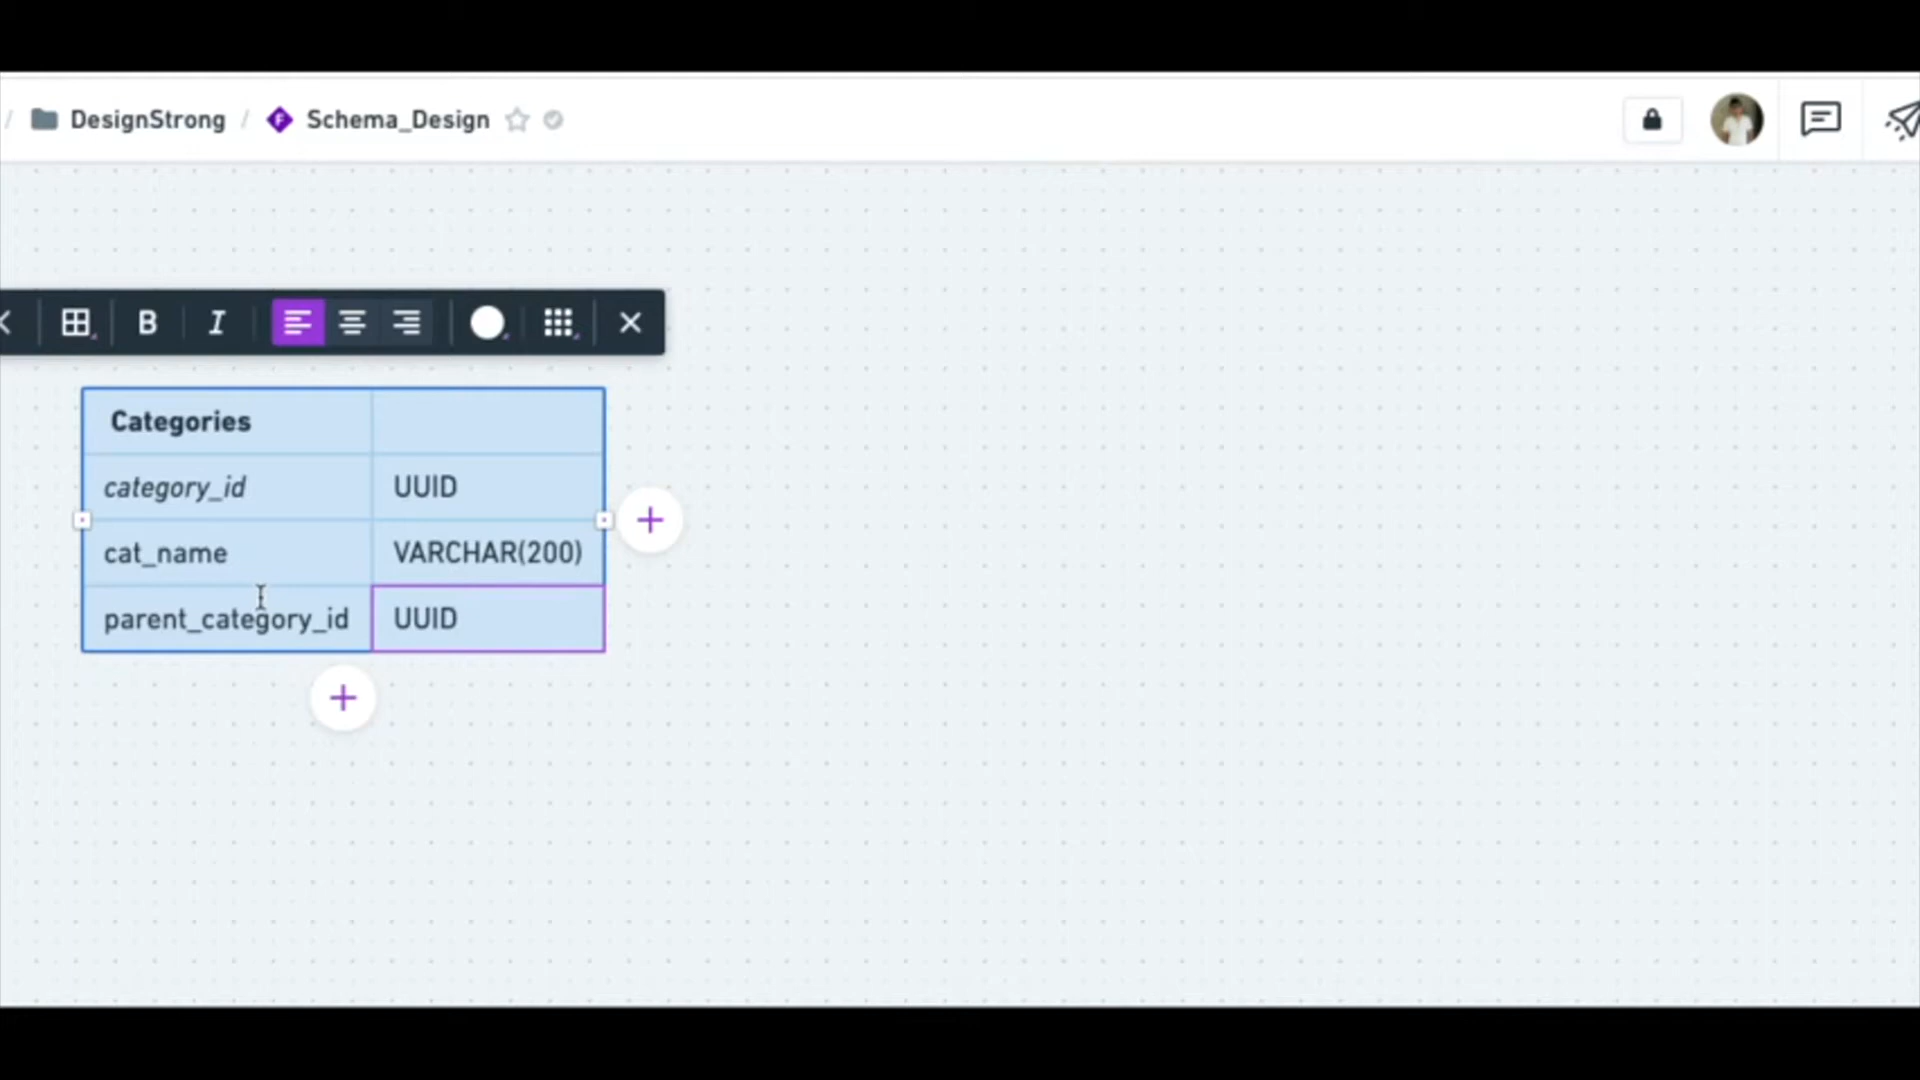 / DesignStrong / Schema_Design
B I
Categories
category_id UUID
cat_name VARCHAR(200)
parent_category_id UUID